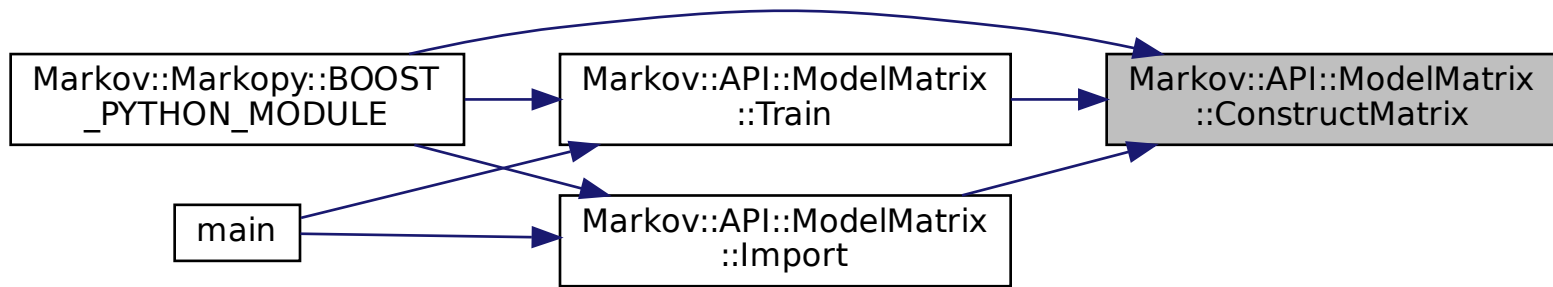 Markov::Markopy::BOOST
_PYTHON_MODULE
Markov::API::ModelMatrix
::Train
Markov::API::ModelMatrix
::ConstructMatrix
main
Markov::API::ModelMatrix
::Import